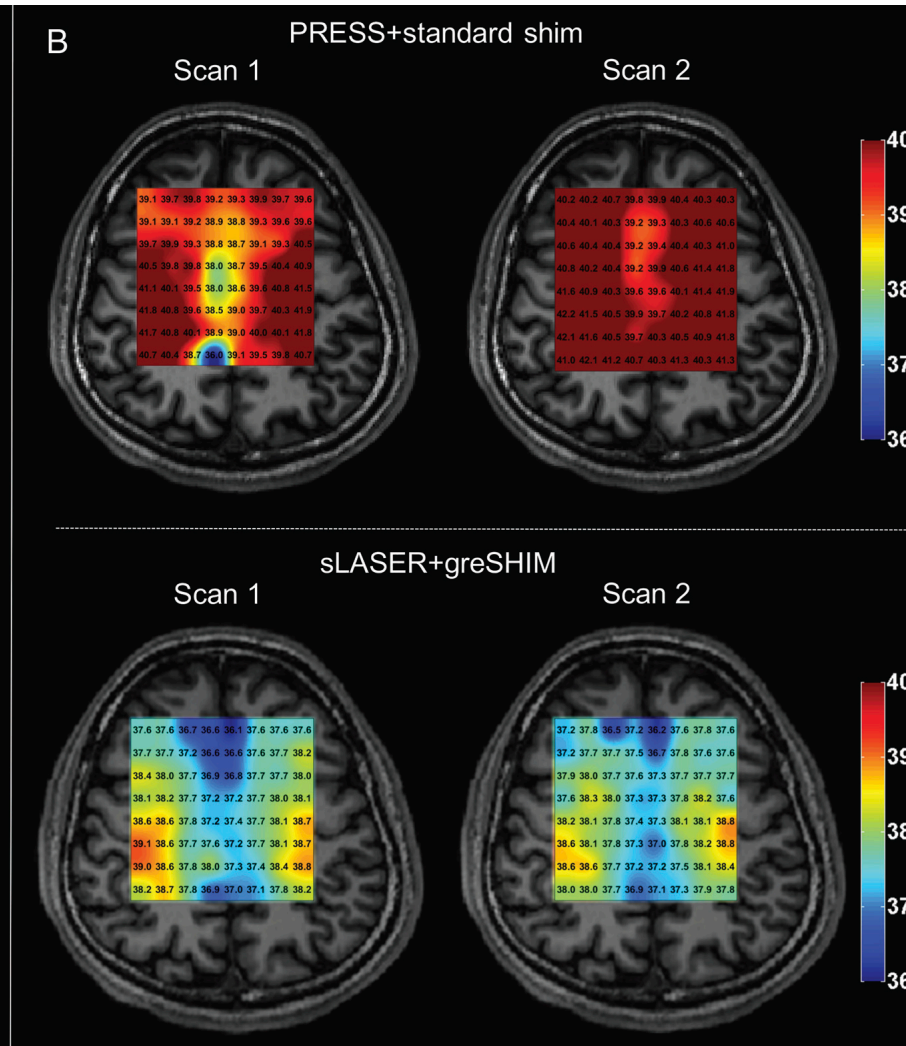 B
PRESS+standard shim
Scan 1
Scan 2
39.1 39.7 39.8 39.2 39.3 39.9 39.7 39.6
39.1 39.1 39.2 38.9 38.8 39.3 39.6 39.6
39.7 39.9 39.3 38.8 38.7 39.1 39.3 40.5
40.5 39.8 39.8 38.0 38.7 39.5 40.4 40.9
41.1 40.1 39.5 38.0 38.6 39.6 40.8 41.5
41.8 40.8 39.6 38.5 39.0 39.7 40.3 41.9
41.7 40.8 40.1 38.9 39.0 40.0 40.1 41.8
40.7 40.4 38.7 36.0 39.1 39.5 39.8 40.7
40.2 40.2 40.7 39.8 39.9 40.4 40.3 40.3
40.4 40.1 40.3 39.2 39.3 40.3 40.6 40.6
40.6 40.4 40.4 39.2 39.4 40.4 40.3 41.0
40.8 40.2 40.4 39.2 39.9 40.6 41.4 41.8
41.6 40.9 40.3 39.6 39.6 40.1 41.4 41.9
42.2 41.5 40.5 39.9 39.7 40.2 40.8 41.8
42.1 41.6 40.5 39.7 40.3 40.5 40.9 41.8
41.0 42.1 41.2 40.7 40.3 41.3 40.3 41.3
40
39
38
37
36
sLASER+greSHIM
Scan 1
Scan 2
37.6 37.6 36.7 36.6 36.1 37.6 37.6 37.6
37.7 37.7 37.2 36.6 36.6 37.6 37.7 38.2
38.4 38.0 37.7 36.9 36.8 37.7 37.7 38.0
38.1 38.2 37.7 37.2 37.2 37.7 38.0 38.1
38.6 38.6 37.8 37.2 37.4 37.7 38.1 38.7
39.1 38.6 37.7 37.6 37.2 37.7 38.1 38.7
39.0 38.6 37.8 38.0 37.3 37.4 38.4 38.8
38.2 38.7 37.8 36.9 37.0 37.1 37.8 38.2
37.2 37.8 36.5 37.2 36.2 37.6 37.8 37.6
37.2 37.7 37.7 37.5 36.7 37.8 37.6 37.6
37.9 38.0 37.7 37.6 37.3 37.7 37.7 37.7
37.6 38.3 38.0 37.3 37.3 37.8 38.2 37.6
38.2 38.1 37.8 37.4 37.3 38.1 38.1 38.8
38.6 38.1 37.8 37.3 37.0 37.8 38.2 38.8
38.6 38.6 37.7 37.2 37.2 37.5 38.1 38.4
38.0 38.0 37.7 36.9 37.1 37.3 37.9 37.8
40
39
38
37
36